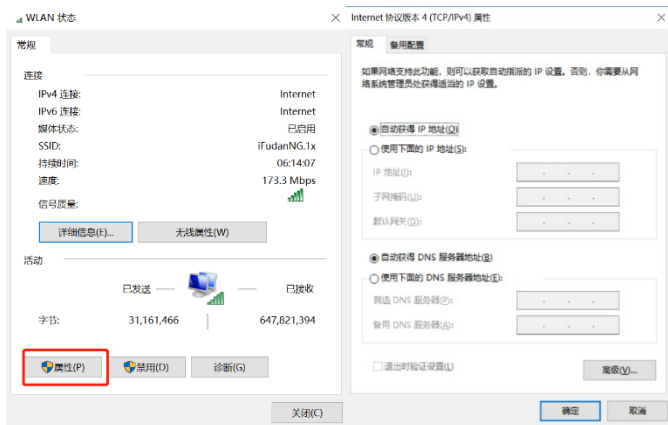 WLAN 状态
常规
连接
IPv4 连接: Internet
IPv6 连接: Internet
媒体状态: 已启用
SSID: iFudanNG.1x
持续时间: 06:14:07
速度: 173.3 Mbps
信号质量:
详细信息(E)... 无线属性(W)
活动
已发送 已接收
字节: 31,161,466 647,821,394
属性(P) 禁用(D) 诊断(G)
关闭(C)
Internet 协议版本 4 (TCP/IPv4) 属性
常规 备用配置
如果网络支持此功能，则可以获取自动指派的 IP 设置。否则，你需要从网
络系统管理员处获得适当的 IP 设置。
自动获得 IP 地址(O)
使用下面的 IP 地址(S):
IP 地址(I):
子网掩码(U):
默认网关(D):
自动获得 DNS 服务器地址(B)
使用下面的 DNS 服务器地址(E):
首选 DNS 服务器(P):
备用 DNS 服务器(A):
退出时验证设置(L)
高级(V)...
确定 取消